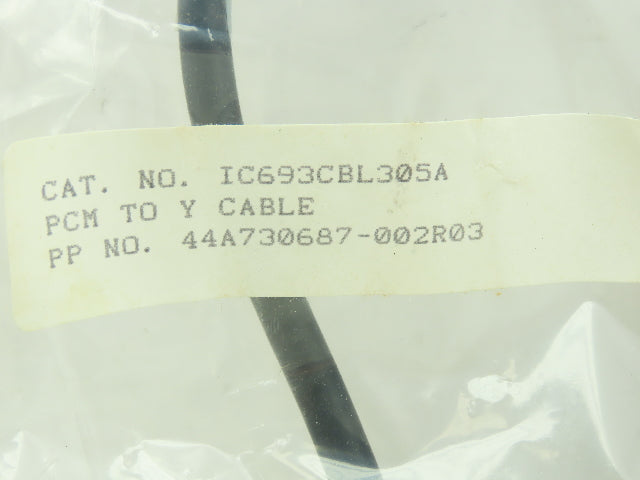 CAT. NO. IC693CBL305A
PCM TO Y CABLE
PP NO. 44A730687-002R03